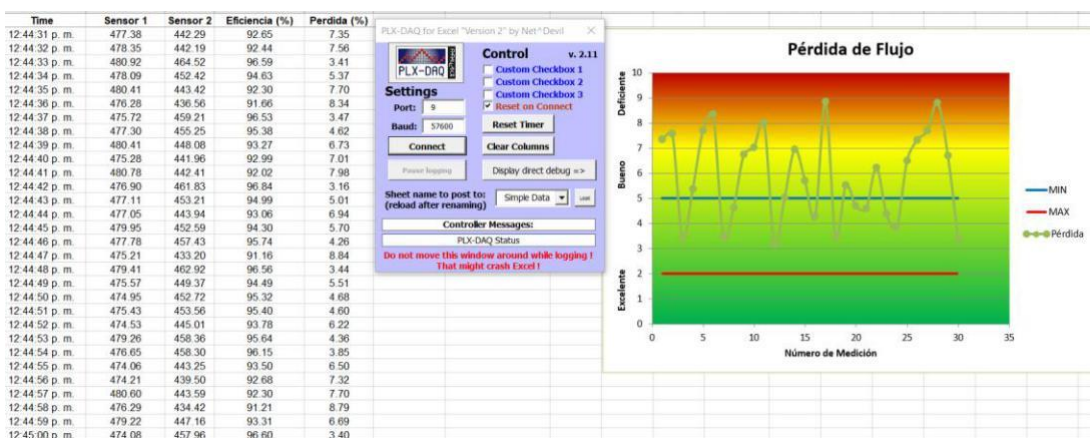 Time Sensor 1 Sensor 2 Eficiencia (%) Perdida (%)
12:44:31 p. m. 477.38 442.29 92.65 7.35
12:44:32 p. m. 478.35 442.19 92.44 7.56
12:44:33 p. m. 480.92 464.52 96.59 3.41
12:44:34 p. m. 478.09 452.42 94.63 5.37
12:44:35 p. m. 480.41 443.42 92.30 7.70
12:44:36 p. m. 476.28 436.56 91.66 8.34
12:44:37 p. m. 475.72 459.21 96.53 3.47
12:44:38 p. m. 477.30 455.25 95.38 4.62
12:44:39 p. m. 480.41 448.08 93.27 6.73
12:44:40 p. m. 475.28 441.96 92.99 7.01
12:44:41 p. m. 480.78 442.41 92.02 7.98
12:44:42 p. m. 476.90 461.83 96.84 3.16
12:44:43 p. m. 477.11 453.21 94.99 5.01
12:44:44 p. m. 477.05 443.94 93.06 6.94
12:44:45 p. m. 479.95 452.59 94.30 5.70
12:44:46 p. m. 477.78 457.43 95.74 4.26
12:44:47 p. m. 475.21 433.20 91.16 8.84
12:44:48 p. m. 479.41 462.92 96.56 3.44
12:44:49 p. m. 475.57 449.37 94.49 5.51
12:44:50 p. m. 474.95 452.72 95.32 4.68
12:44:51 p. m. 475.43 453.56 95.40 4.60
12:44:52 p. m. 474.53 445.01 93.78 6.22
12:44:53 p. m. 479.26 458.36 95.64 4.36
12:44:54 p. m. 476.65 458.30 96.15 3.85
12:44:55 p. m. 474.06 443.25 93.50 6.50
12:44:56 p. m. 474.21 439.50 92.68 7.32
12:44:57 p. m. 480.60 443.59 92.30 7.70
12:44:58 p. m. 476.29 434.42 91.21 8.79
12:44:59 p. m. 479.22 447.16 93.31 6.69
12:45:00 p. m. 474.08 457.96 96.60 3.40
PLX-DAQ for Excel "Version 2" by Net^Devil
PLX-DAQ
Control v. 2.11
Custom Checkbox 1
Custom Checkbox 2
Custom Checkbox 3
Reset on Connect
Settings
Port: 9
Baud: 57600
Reset Timer
Connect
Clear Columns
Pause logging
Display direct debug =>
Sheet name to post to:
(reload after renaming)
Simple Data
Load
Controller Messages:
PLX-DAQ Status
Do not move this window around while logging !
That might crash Excel !
Pérdida de Flujo
Deficiente
Bueno
Excelente
10
9
8
7
6
5
4
3
2
1
0
0 5 10 15 20 25 30 35
Número de Medición
MIN
MAX
Pérdida